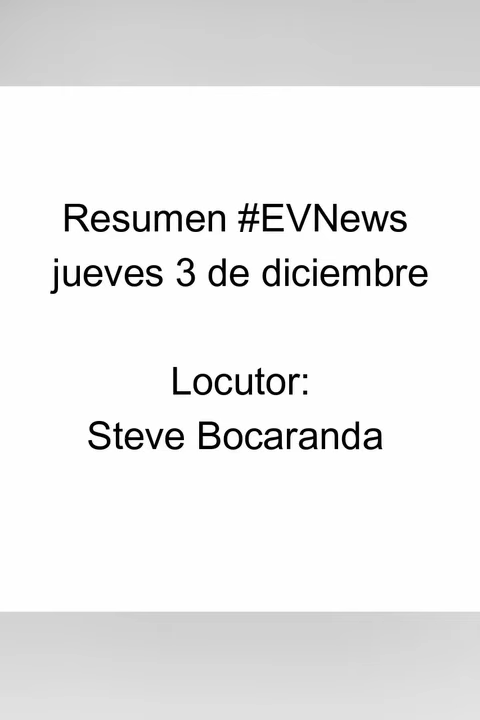 Resumen #EVNews
jueves 3 de diciembre
Locutor:
Steve Bocaranda